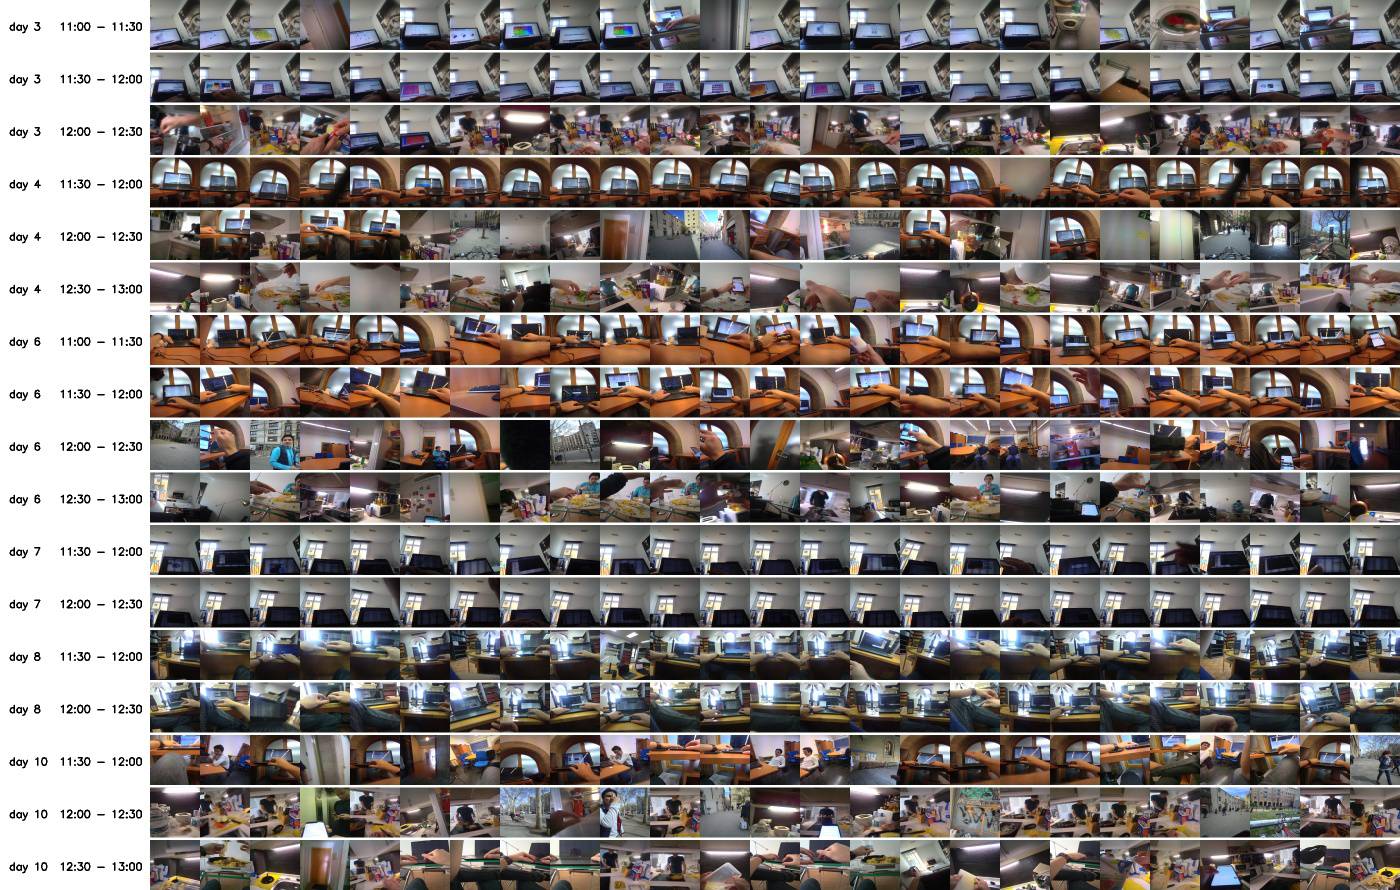 day 3 11:00 – 11:30
day 3 11:30 – 12:00
day 3 12:00 – 12:30
day 4 11:30 – 12:00
day 4 12:00 – 12:30
day 4 12:30 – 13:00
day 6 11:00 – 11:30
day 6 11:30 – 12:00
day 6 12:00 – 12:30
day 6 12:30 – 13:00
day 7 11:30 – 12:00
day 7 12:00 – 12:30
day 8 11:30 – 12:00
day 8 12:00 – 12:30
day 10 11:30 – 12:00
day 10 12:00 – 12:30
day 10 12:30 – 13:00